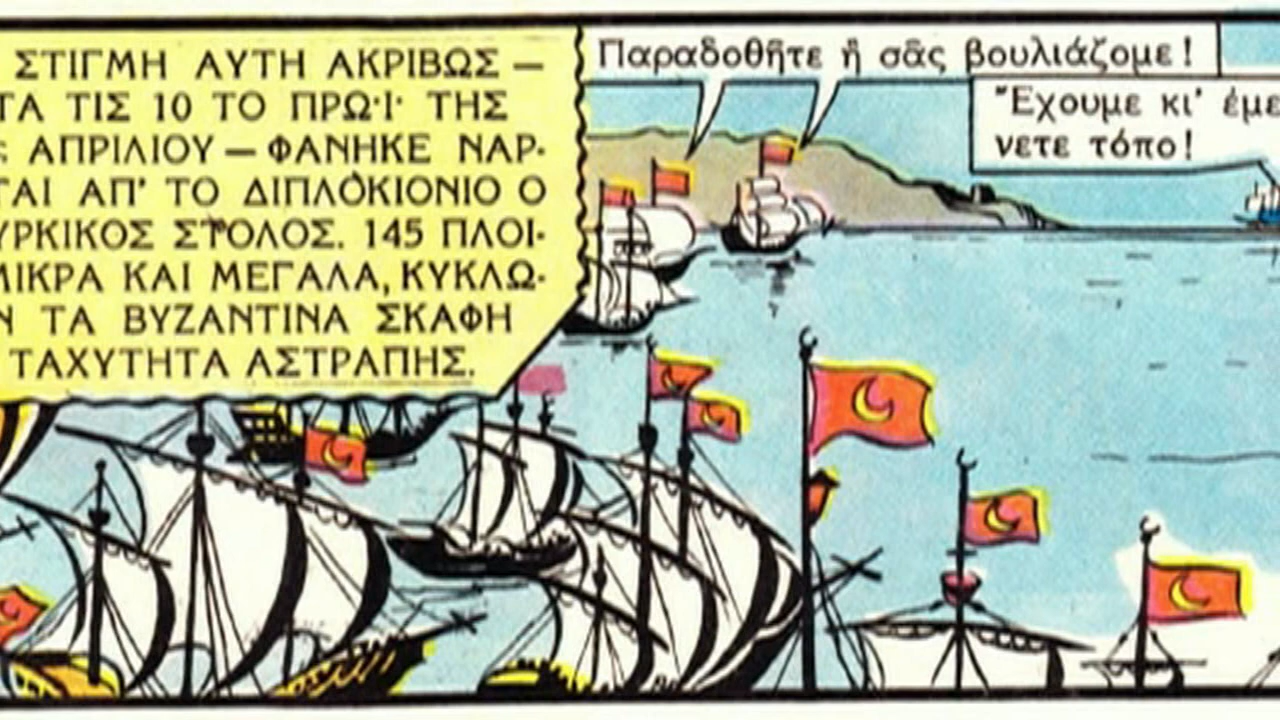 ΣΤΙΓΜΗ ΑΥΤΗ ΑΚΡΙΒΩΣ —
ΤΑ ΤΙΣ 10 ΤΟ ΠΡΩ·Ι· ΤΗΣ
ΑΠΡΙΛΙΟΥ — ΦΑΝΗΚΕ ΝΑΡ-
ΤΑΙ ΑΠ' ΤΟ ΔΙΠΛΟΚΙΟΝΙΟ Ο
ΥΡΚΙΚΟΣ ΣΤΟΛΟΣ. 145 ΠΛΟΙ-
ΜΙΚΡΑ ΚΑΙ ΜΕΓΑΛΑ, ΚΥΚΛΩ-
Ν ΤΑ ΒΥΖΑΝΤΙΝΑ ΣΚΑΦΗ
ΤΑΧΥΤΗΤΑ ΑΣΤΡΑΠΗΣ.
Παραδοθῆτε ἤ σᾶς βουλιάζομε!
Ἔχουμε κι' ἐμε
νετε τόπο!